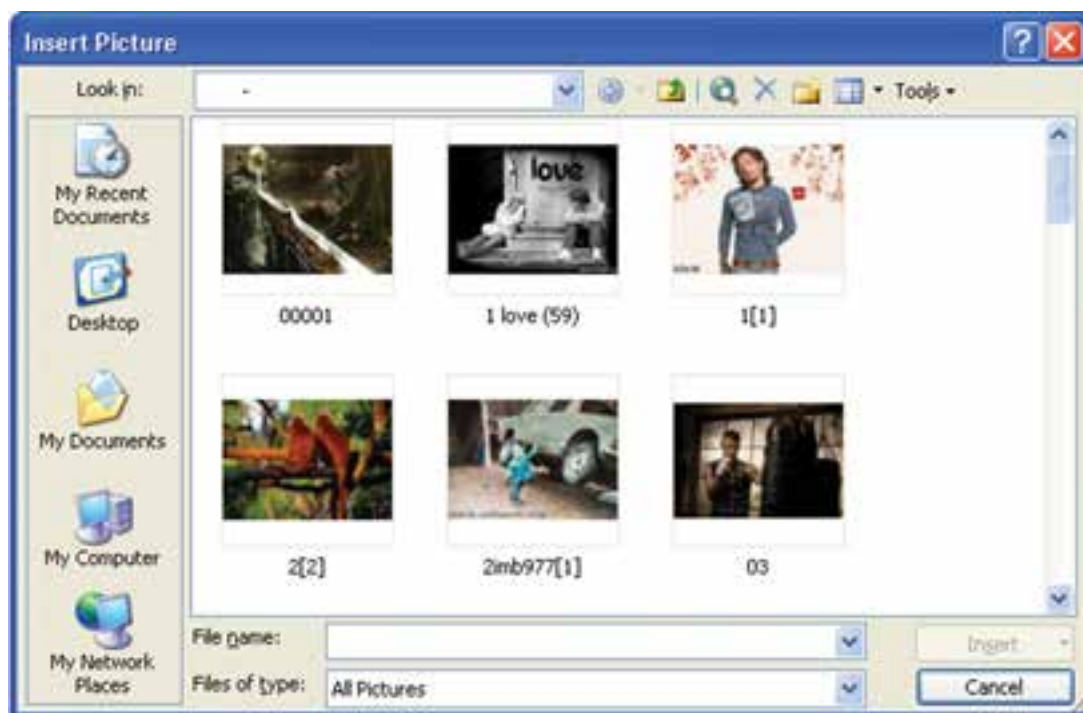 Insert Picture
Look in:
Tools
My Recent
Documents
Desktop
My Documents
My Computer
My Network
Places
love
00001
1 love (59)
1[1]
2[2]
2imb977[1]
03
File name:
Insert
Files of type:
All Pictures
Cancel